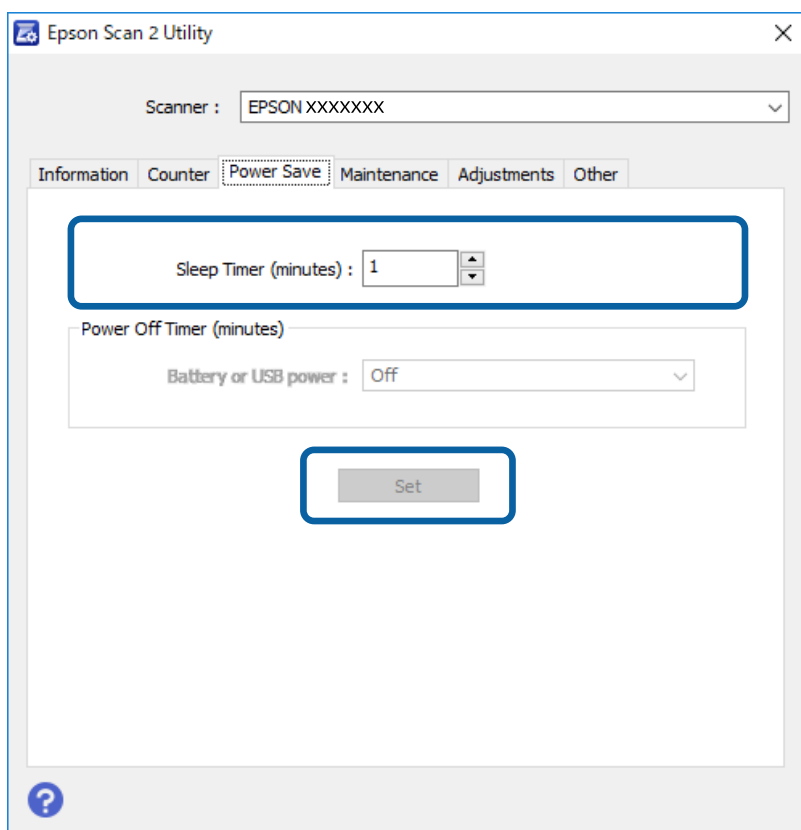 Epson Scan 2 Utility
Scanner : EPSON XXXXXXX
Information Counter Power Save Maintenance Adjustments Other
Sleep Timer (minutes) : 1
Power Off Timer (minutes)
Battery or USB power : Off
Set
?